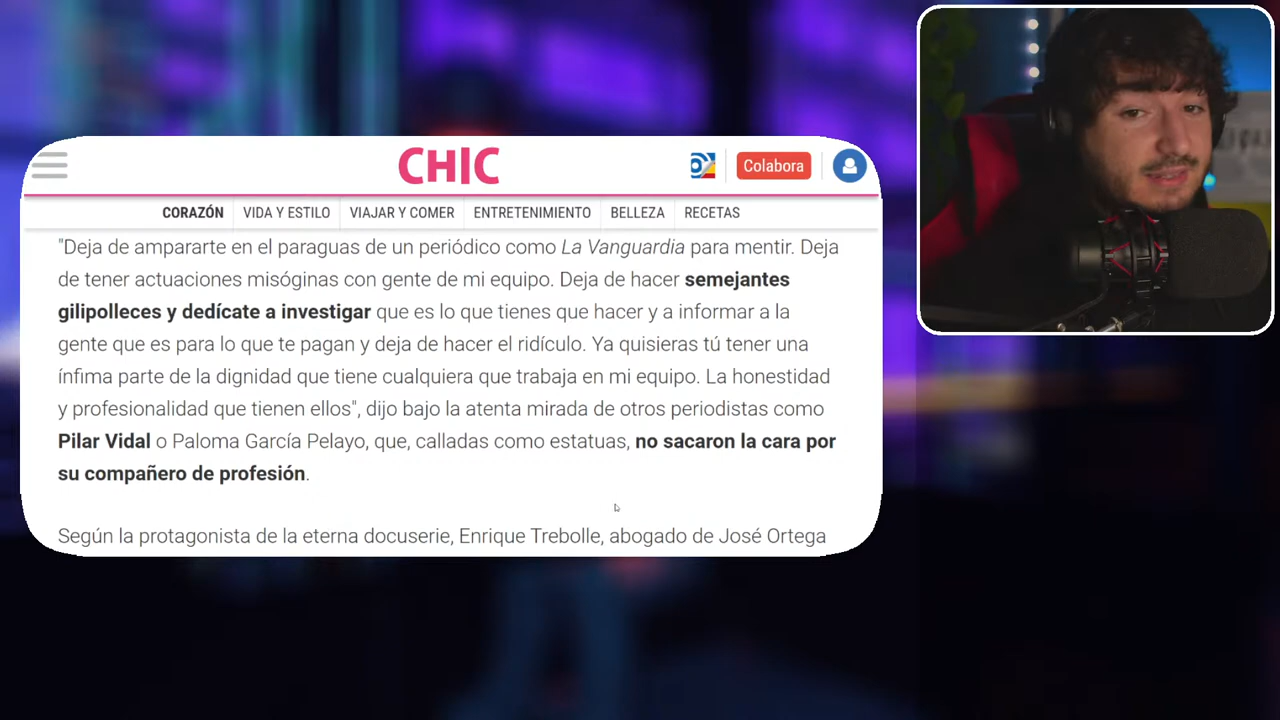 CHIC
Colabora
CORAZÓN
VIDA Y ESTILO
VIAJAR Y COMER
ENTRETENIMIENTO
BELLEZA
RECETAS
"Deja de ampararte en el paraguas de un periódico como La Vanguardia para mentir. Deja
de tener actuaciones misóginas con gente de mi equipo. Deja de hacer semejantes
gilipolleces y dedícate a investigar que es lo que tienes que hacer y a informar a la
gente que es para lo que te pagan y deja de hacer el ridículo. Ya quisieras tú tener una
ínfima parte de la dignidad que tiene cualquiera que trabaja en mi equipo. La honestidad
y profesionalidad que tienen ellos", dijo bajo la atenta mirada de otros periodistas como
Pilar Vidal o Paloma García Pelayo, que, calladas como estatuas, no sacaron la cara por
su compañero de profesión.
Según la protagonista de la eterna docuserie, Enrique Trebolle, abogado de José Ortega